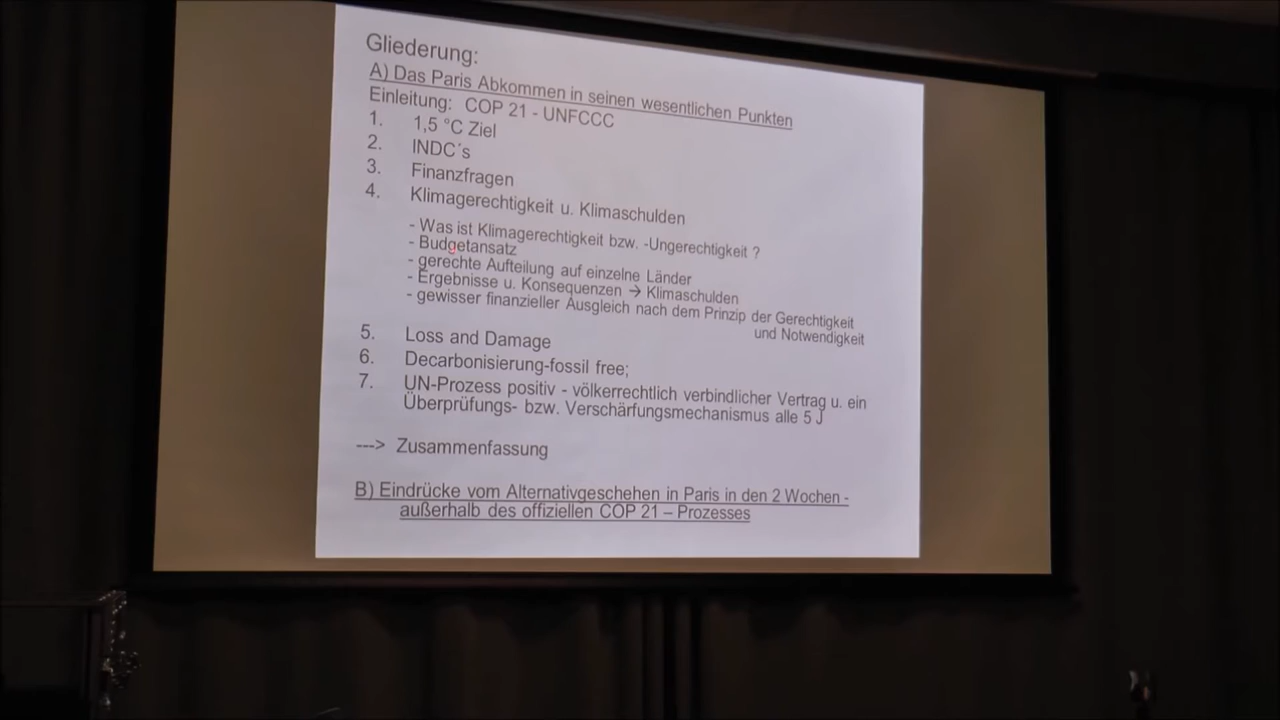 Gliederung:
A) Das Paris Abkommen in seinen wesentlichen Punkten
Einleitung: COP 21 - UNFCCC
1. 1,5 °C Ziel
2. INDC´s
3. Finanzfragen
4. Klimagerechtigkeit u. Klimaschulden
- Was ist Klimagerechtigkeit bzw. -Ungerechtigkeit ?
- Budgetansatz
- gerechte Aufteilung auf einzelne Länder
- Ergebnisse u. Konsequenzen → Klimaschulden
- gewisser finanzieller Ausgleich nach dem Prinzip der Gerechtigkeit
und Notwendigkeit
5. Loss and Damage
6. Decarbonisierung-fossil free;
7. UN-Prozess positiv - völkerrechtlich verbindlicher Vertrag u. ein
Überprüfungs- bzw. Verschärfungsmechanismus alle 5 J
---> Zusammenfassung
B) Eindrücke vom Alternativgeschehen in Paris in den 2 Wochen -
außerhalb des offiziellen COP 21 – Prozesses